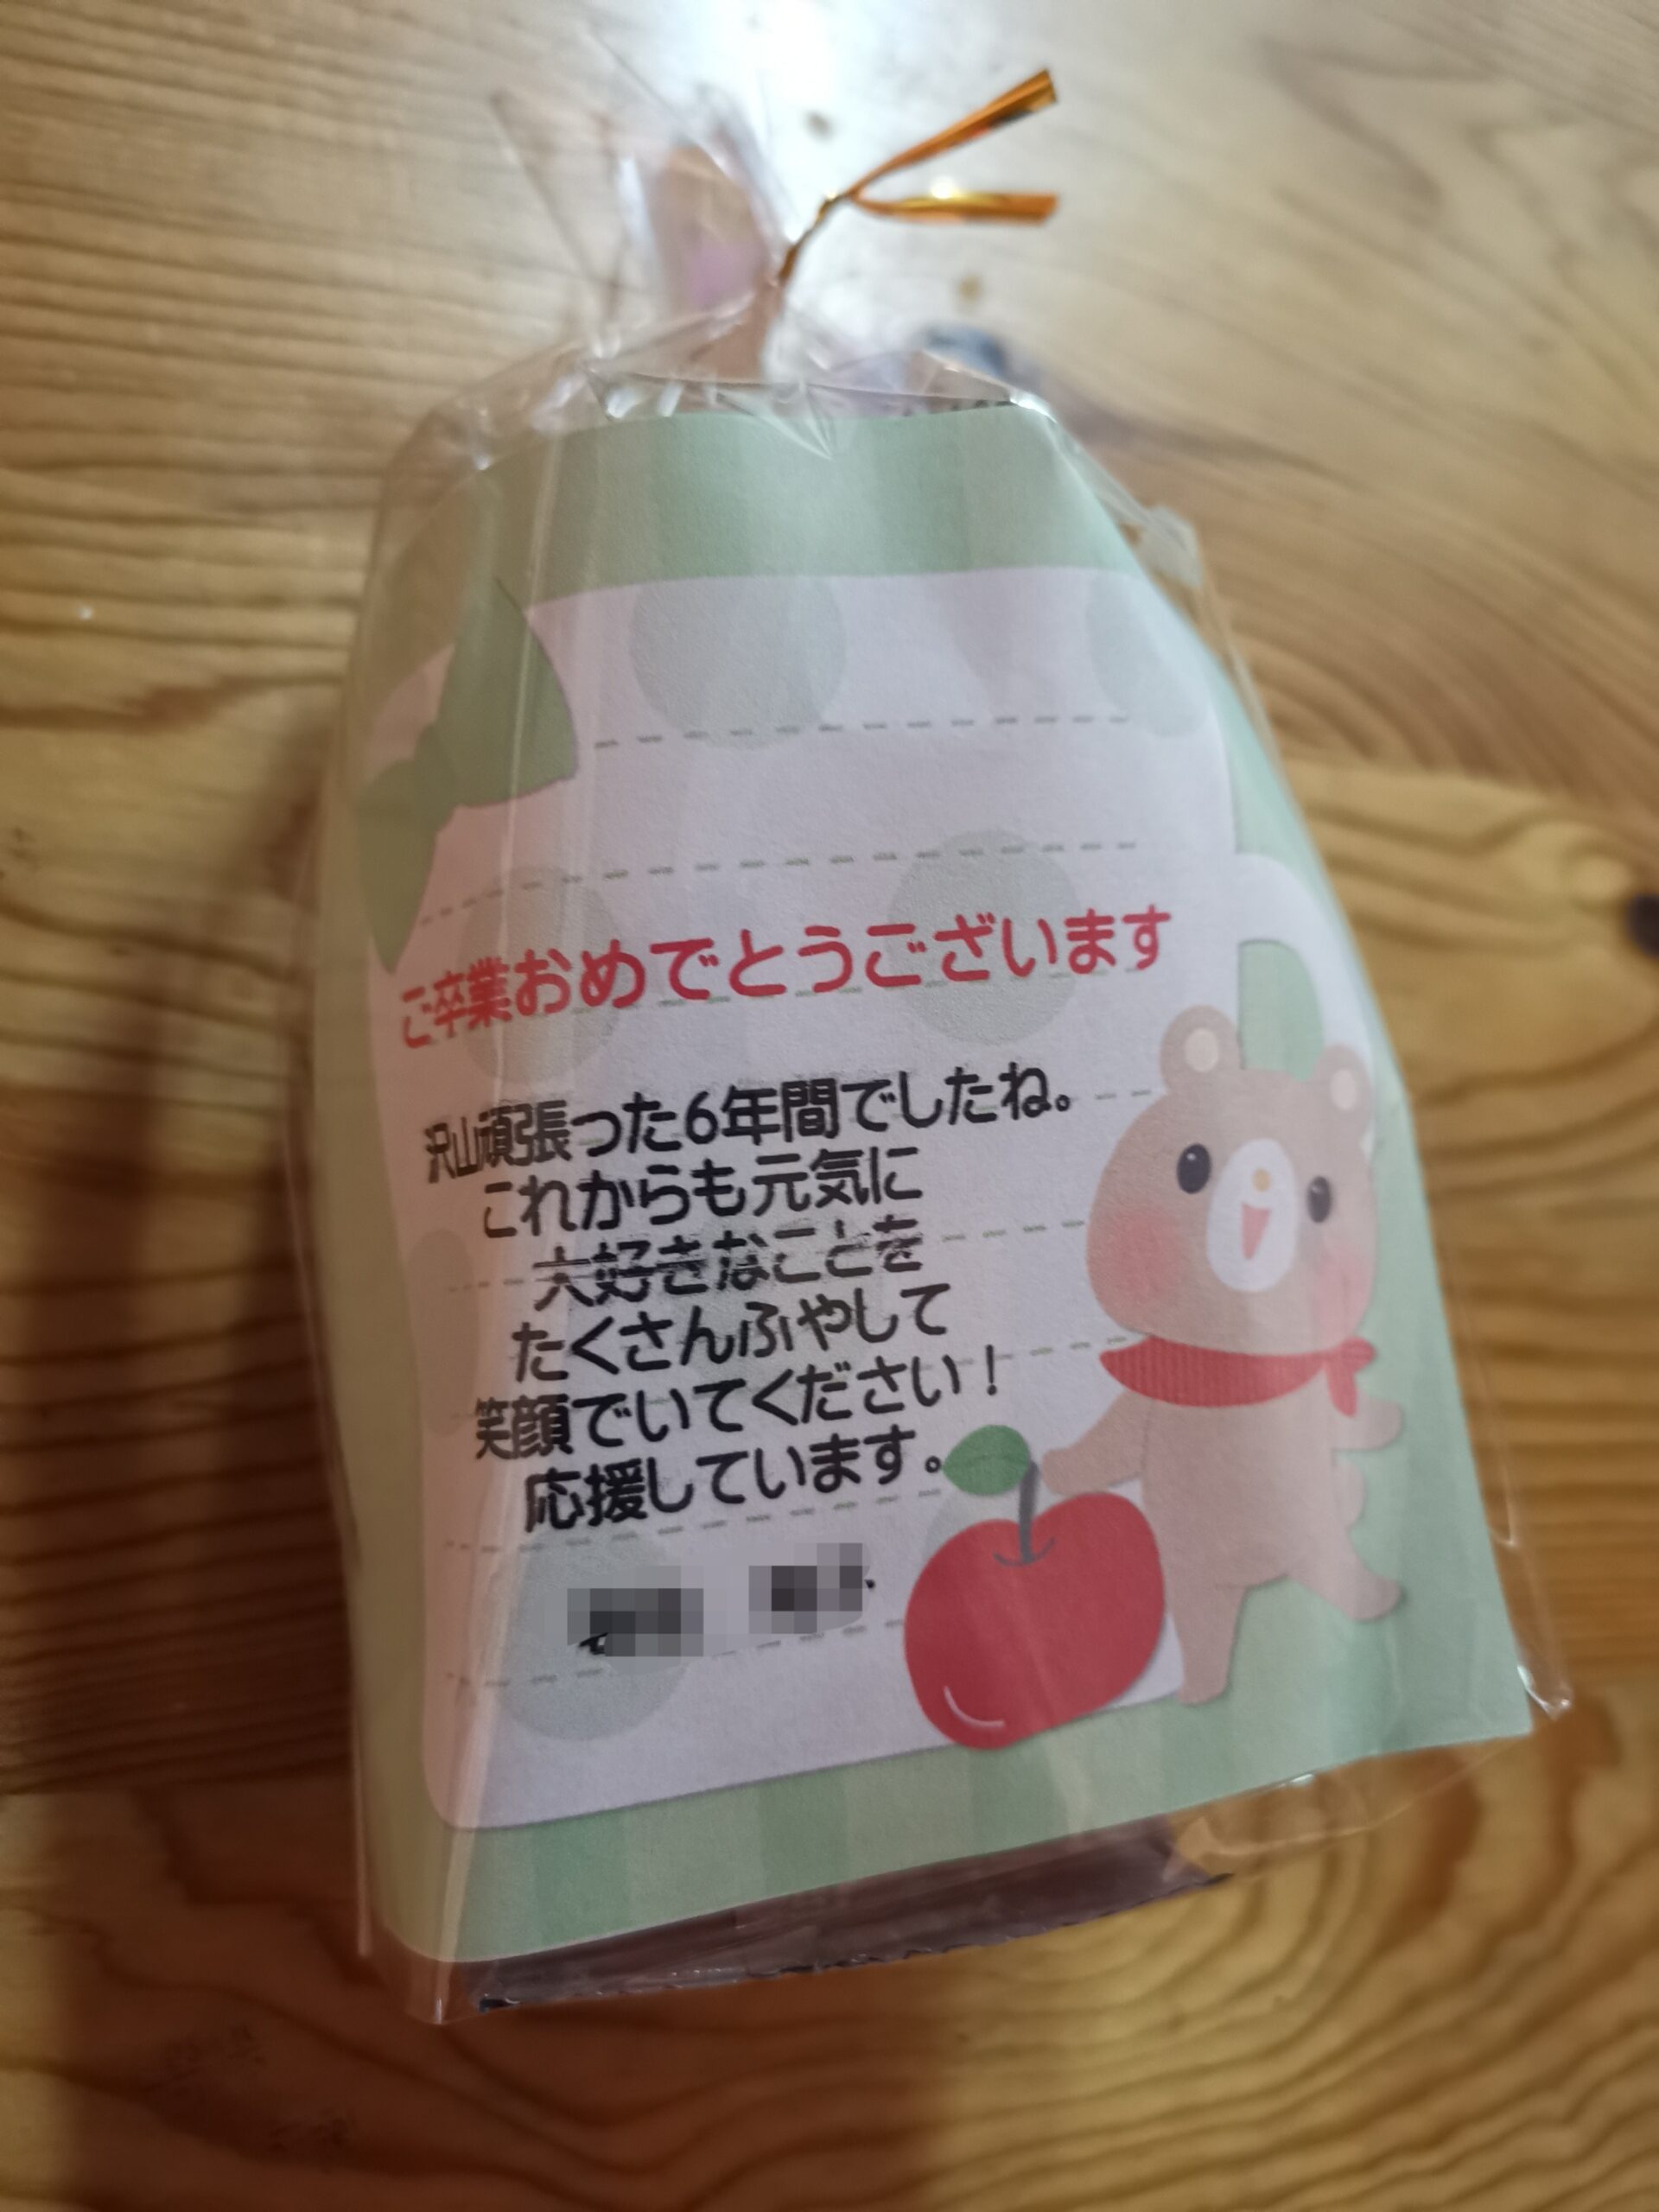 ご卒業おめでとうございます
沢山頑張った6年間でしたね。
これからも元気に
大好きなことを
たくさんふやして
笑顔でいてください！
応援しています。